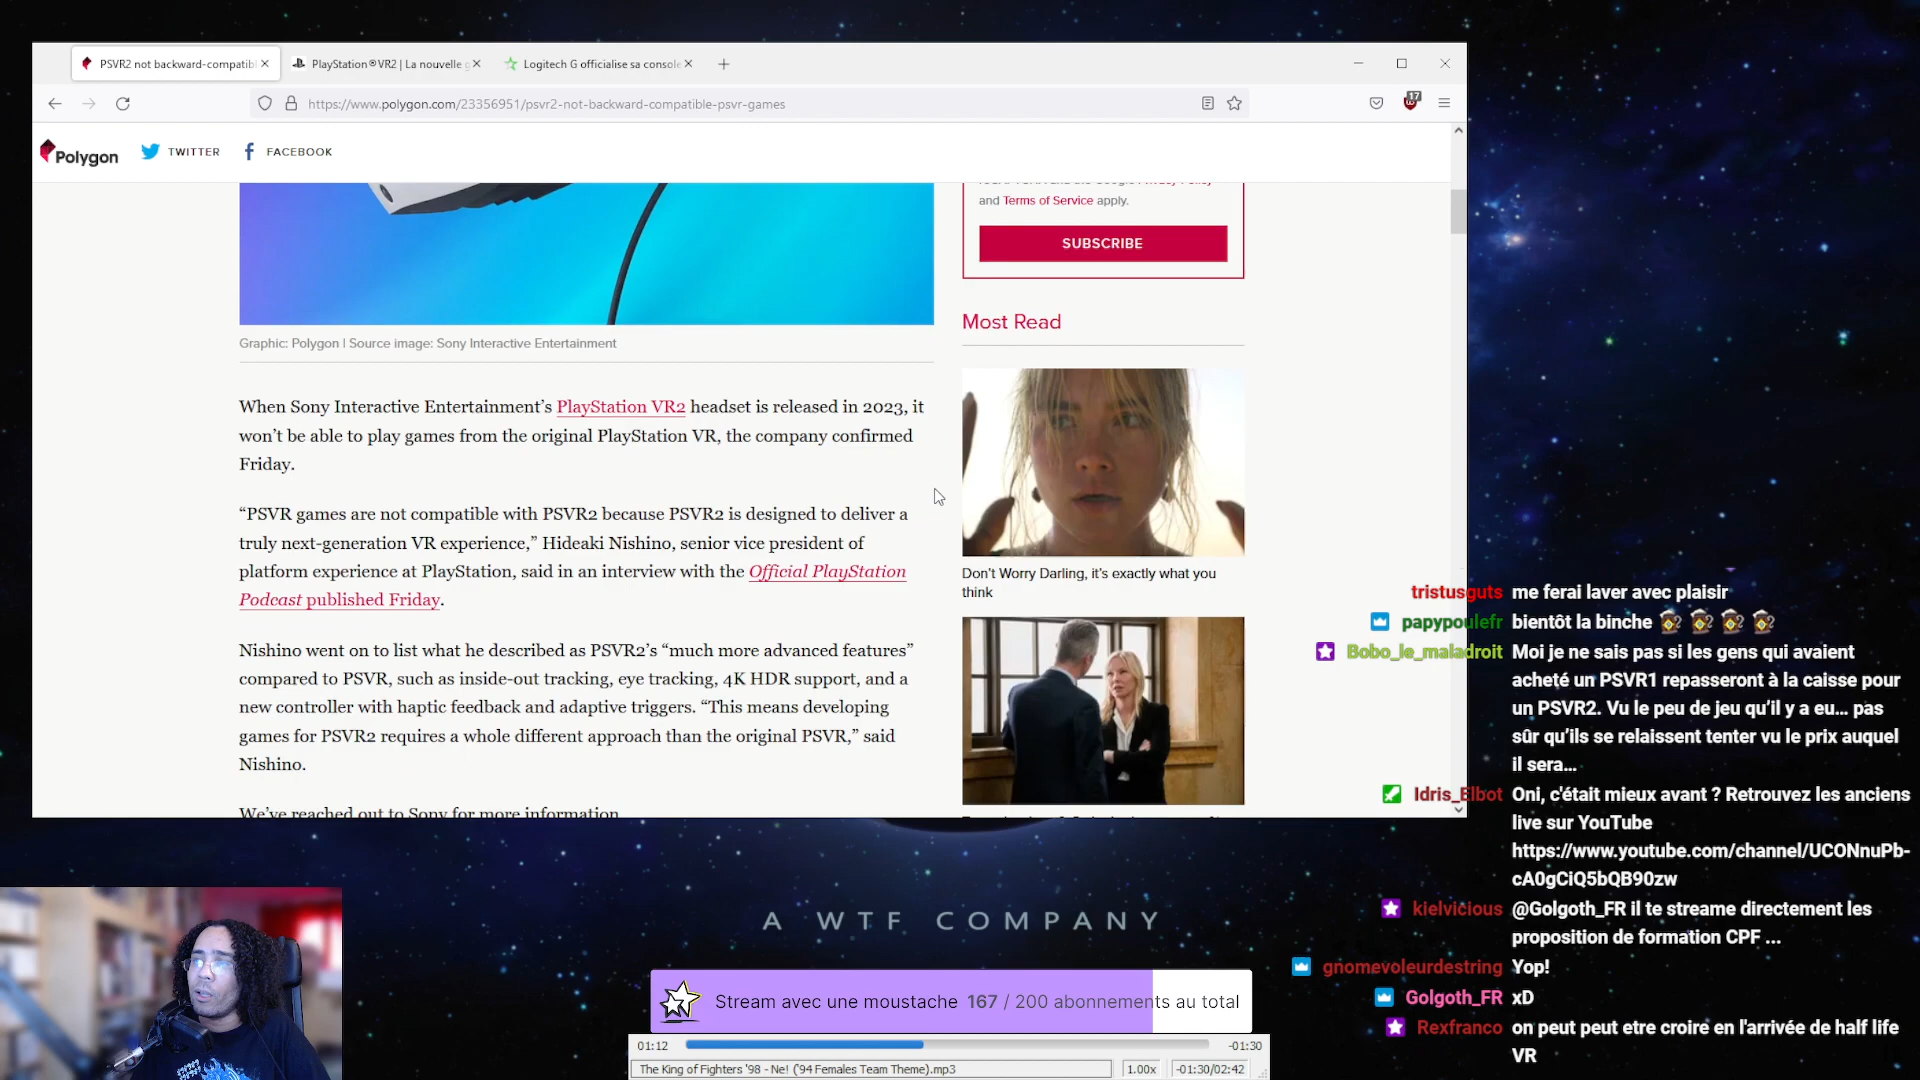 PSVR2 not backward-compatibl
PlayStation®VR2 | La nouvelle g
Logitech G officialise sa console
https://www.polygon.com/23356951/psvr2-not-backward-compatible-psvr-games
17
Polygon
TWITTER
FACEBOOK
and Terms of Service apply.
SUBSCRIBE
Graphic: Polygon | Source image: Sony Interactive Entertainment
When Sony Interactive Entertainment’s PlayStation VR2 headset is released in 2023, it
won’t be able to play games from the original PlayStation VR, the company confirmed
Friday.
“PSVR games are not compatible with PSVR2 because PSVR2 is designed to deliver a
truly next-generation VR experience,” Hideaki Nishino, senior vice president of
platform experience at PlayStation, said in an interview with the Official PlayStation
Podcast published Friday.
Nishino went on to list what he described as PSVR2’s “much more advanced features”
compared to PSVR, such as inside-out tracking, eye tracking, 4K HDR support, and a
new controller with haptic feedback and adaptive triggers. “This means developing
games for PSVR2 requires a whole different approach than the original PSVR,” said
Nishino.
We’ve reached out to Sony for more information
Most Read
Don’t Worry Darling, it’s exactly what you
think
tristusguts me ferai laver avec plaisir
papypoulefr bientôt la binche
Bobo_le_maladroit Moi je ne sais pas si les gens qui avaient
acheté un PSVR1 repasseront à la caisse pour
un PSVR2. Vu le peu de jeu qu’il y a eu… pas
sûr qu’ils se relaissent tenter vu le prix auquel
il sera…
Idris_Elbot Oni, c'était mieux avant ? Retrouvez les anciens
live sur YouTube
https://www.youtube.com/channel/UCONnuPb-
cA0gCiQ5bQB90zw
kielvicious @Golgoth_FR il te streame directement les
proposition de formation CPF ...
gnomevoleurdestring Yop!
Golgoth_FR xD
Rexfranco on peut peut etre croire en l'arrivée de half life
VR
A WTF COMPANY
Stream avec une moustache 167 / 200 abonnements au total
01:12
-01:30
The King of Fighters '98 - Ne! ('94 Females Team Theme).mp3
1.00x
-01:30/02:42